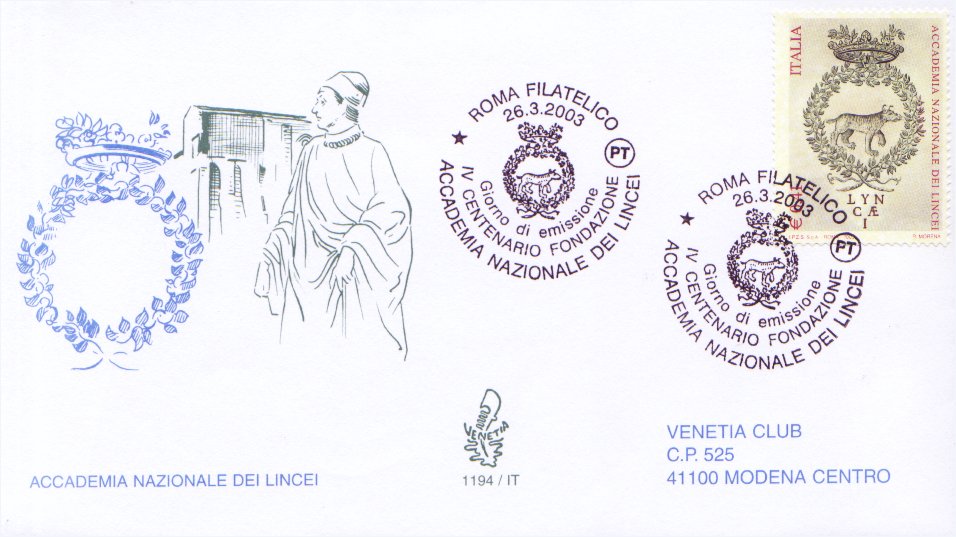 ITALIA
ACCADEMIA NAZIONALE DEI LINCEI
LYN
CÆ
I
I.P.Z.S. S.p.A. - ROMA
R. MORENA
ROMA FILATELICO
26.3.2003
PT
Giorno di emissione
IV CENTENARIO FONDAZIONE
ACCADEMIA NAZIONALE DEI LINCEI
ROMA FILATELICO
26.3.2003
PT
Giorno di emissione
IV CENTENARIO FONDAZIONE
ACCADEMIA NAZIONALE DEI LINCEI
VENETIA
1194 / IT
ACCADEMIA NAZIONALE DEI LINCEI
VENETIA CLUB
C.P. 525
41100 MODENA CENTRO